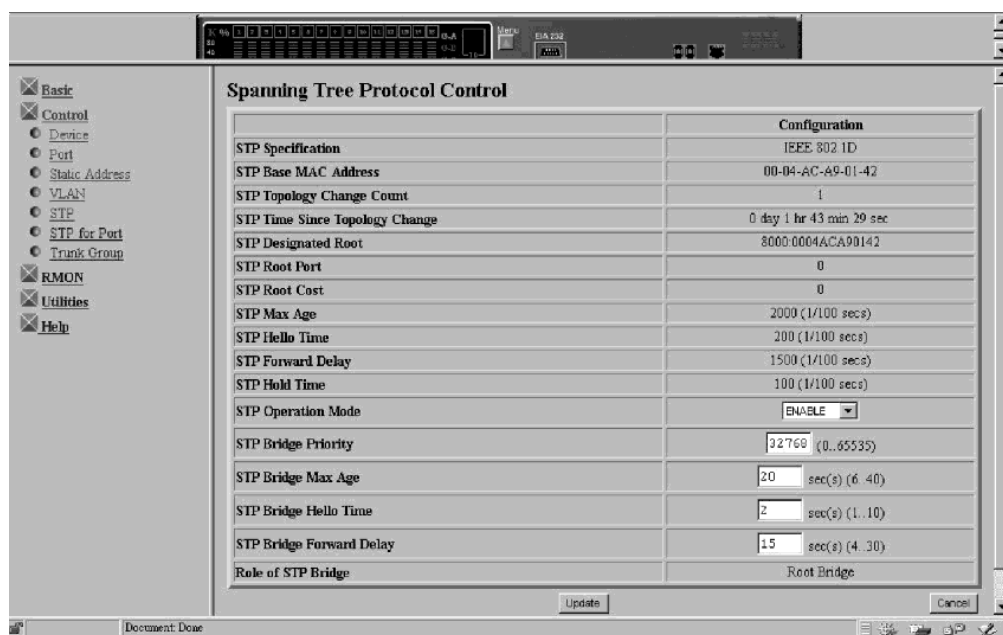 Menu
EIA 232
Basic
Control
Device
Port
Static Address
VLAN
STP
STP for Port
Trunk Group
RMON
Utilities
Help
Spanning Tree Protocol Control
Configuration
STP Specification IEEE 802.1D
STP Base MAC Address 00-04-AC-A9-01-42
STP Topology Change Count 1
STP Time Since Topology Change 0 day 1 hr 43 min 29 sec
STP Designated Root 8000:0004ACA90142
STP Root Port 0
STP Root Cost 0
STP Max Age 2000 (1/100 secs)
STP Hello Time 200 (1/100 secs)
STP Forward Delay 1500 (1/100 secs)
STP Hold Time 100 (1/100 secs)
STP Operation Mode ENABLE
STP Bridge Priority 32768 (0..65535)
STP Bridge Max Age 20 sec(s) (6..40)
STP Bridge Hello Time 2 sec(s) (1..10)
STP Bridge Forward Delay 15 sec(s) (4..30)
Role of STP Bridge Root Bridge
Update Cancel
Document: Done